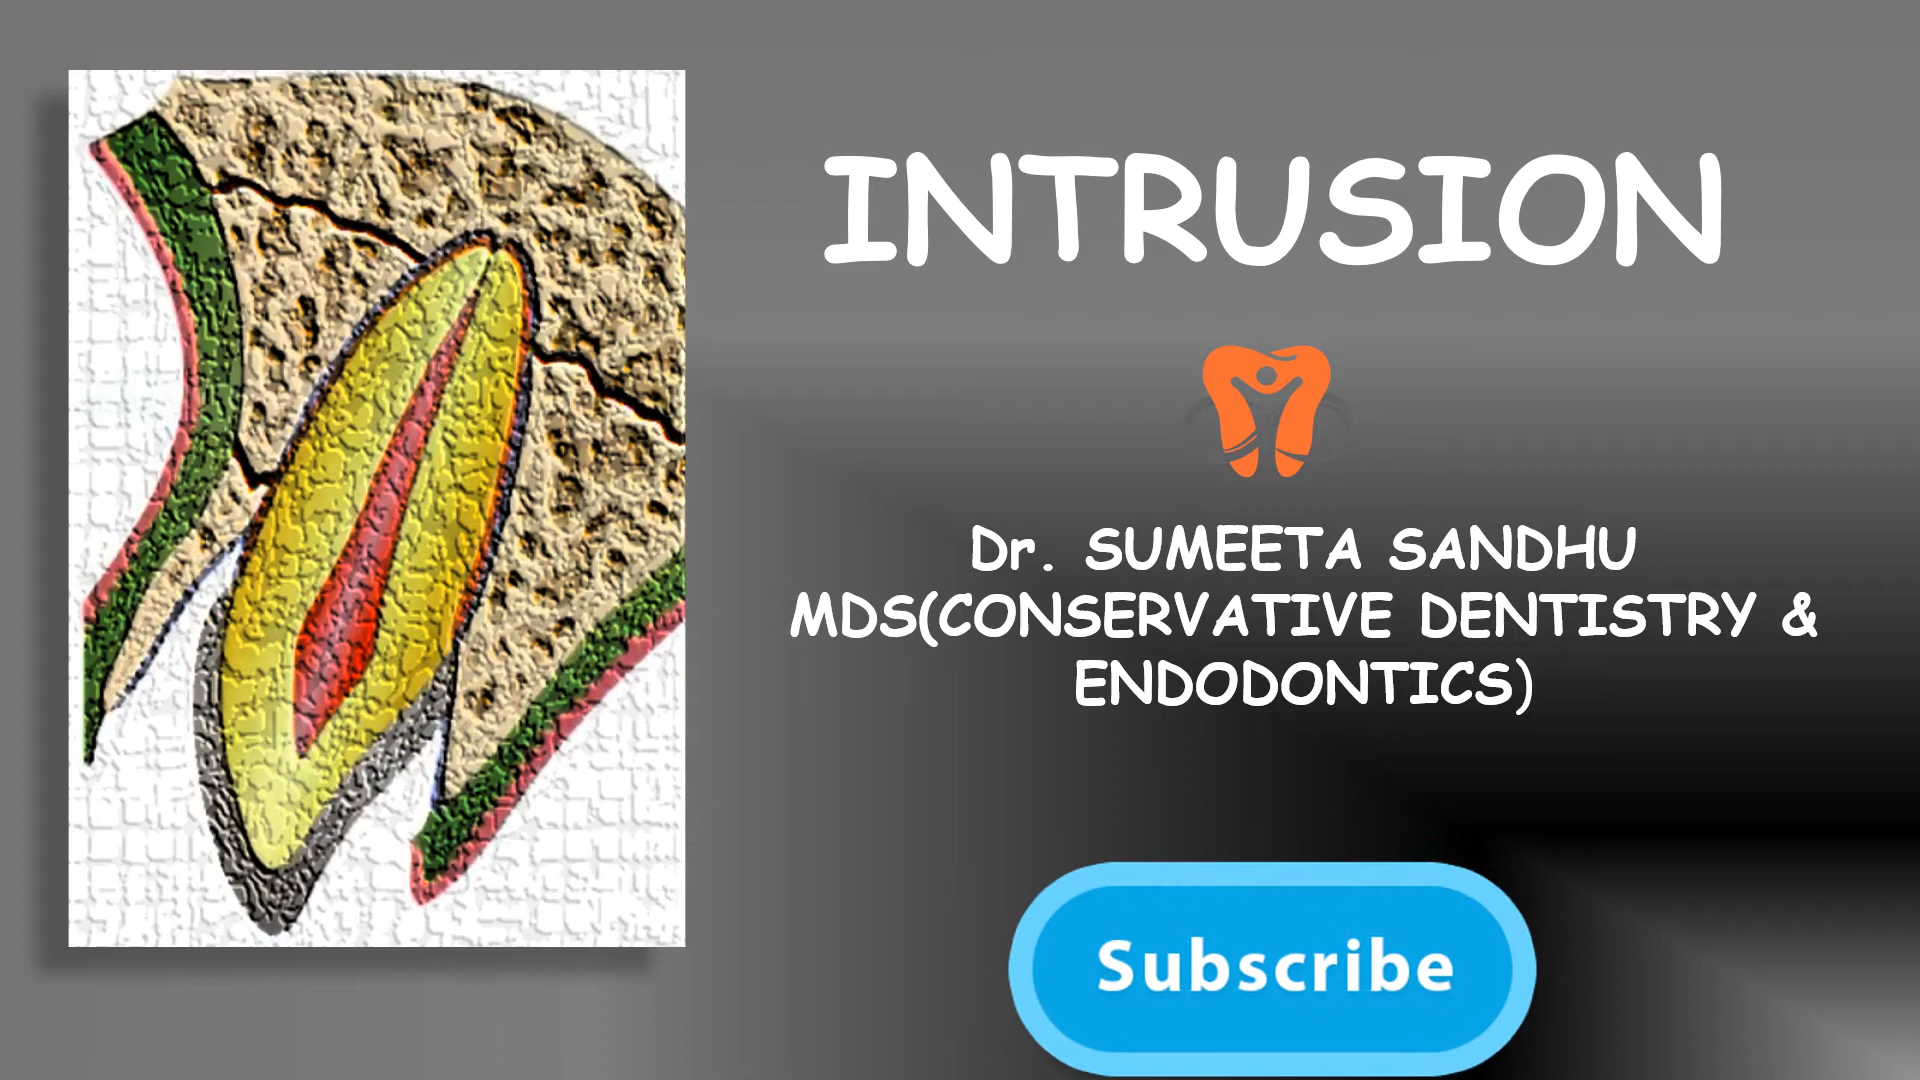 INTRUSION
Dr. SUMEETA SANDHU
MDS(CONSERVATIVE DENTISTRY &
ENDODONTICS)
Subscribe